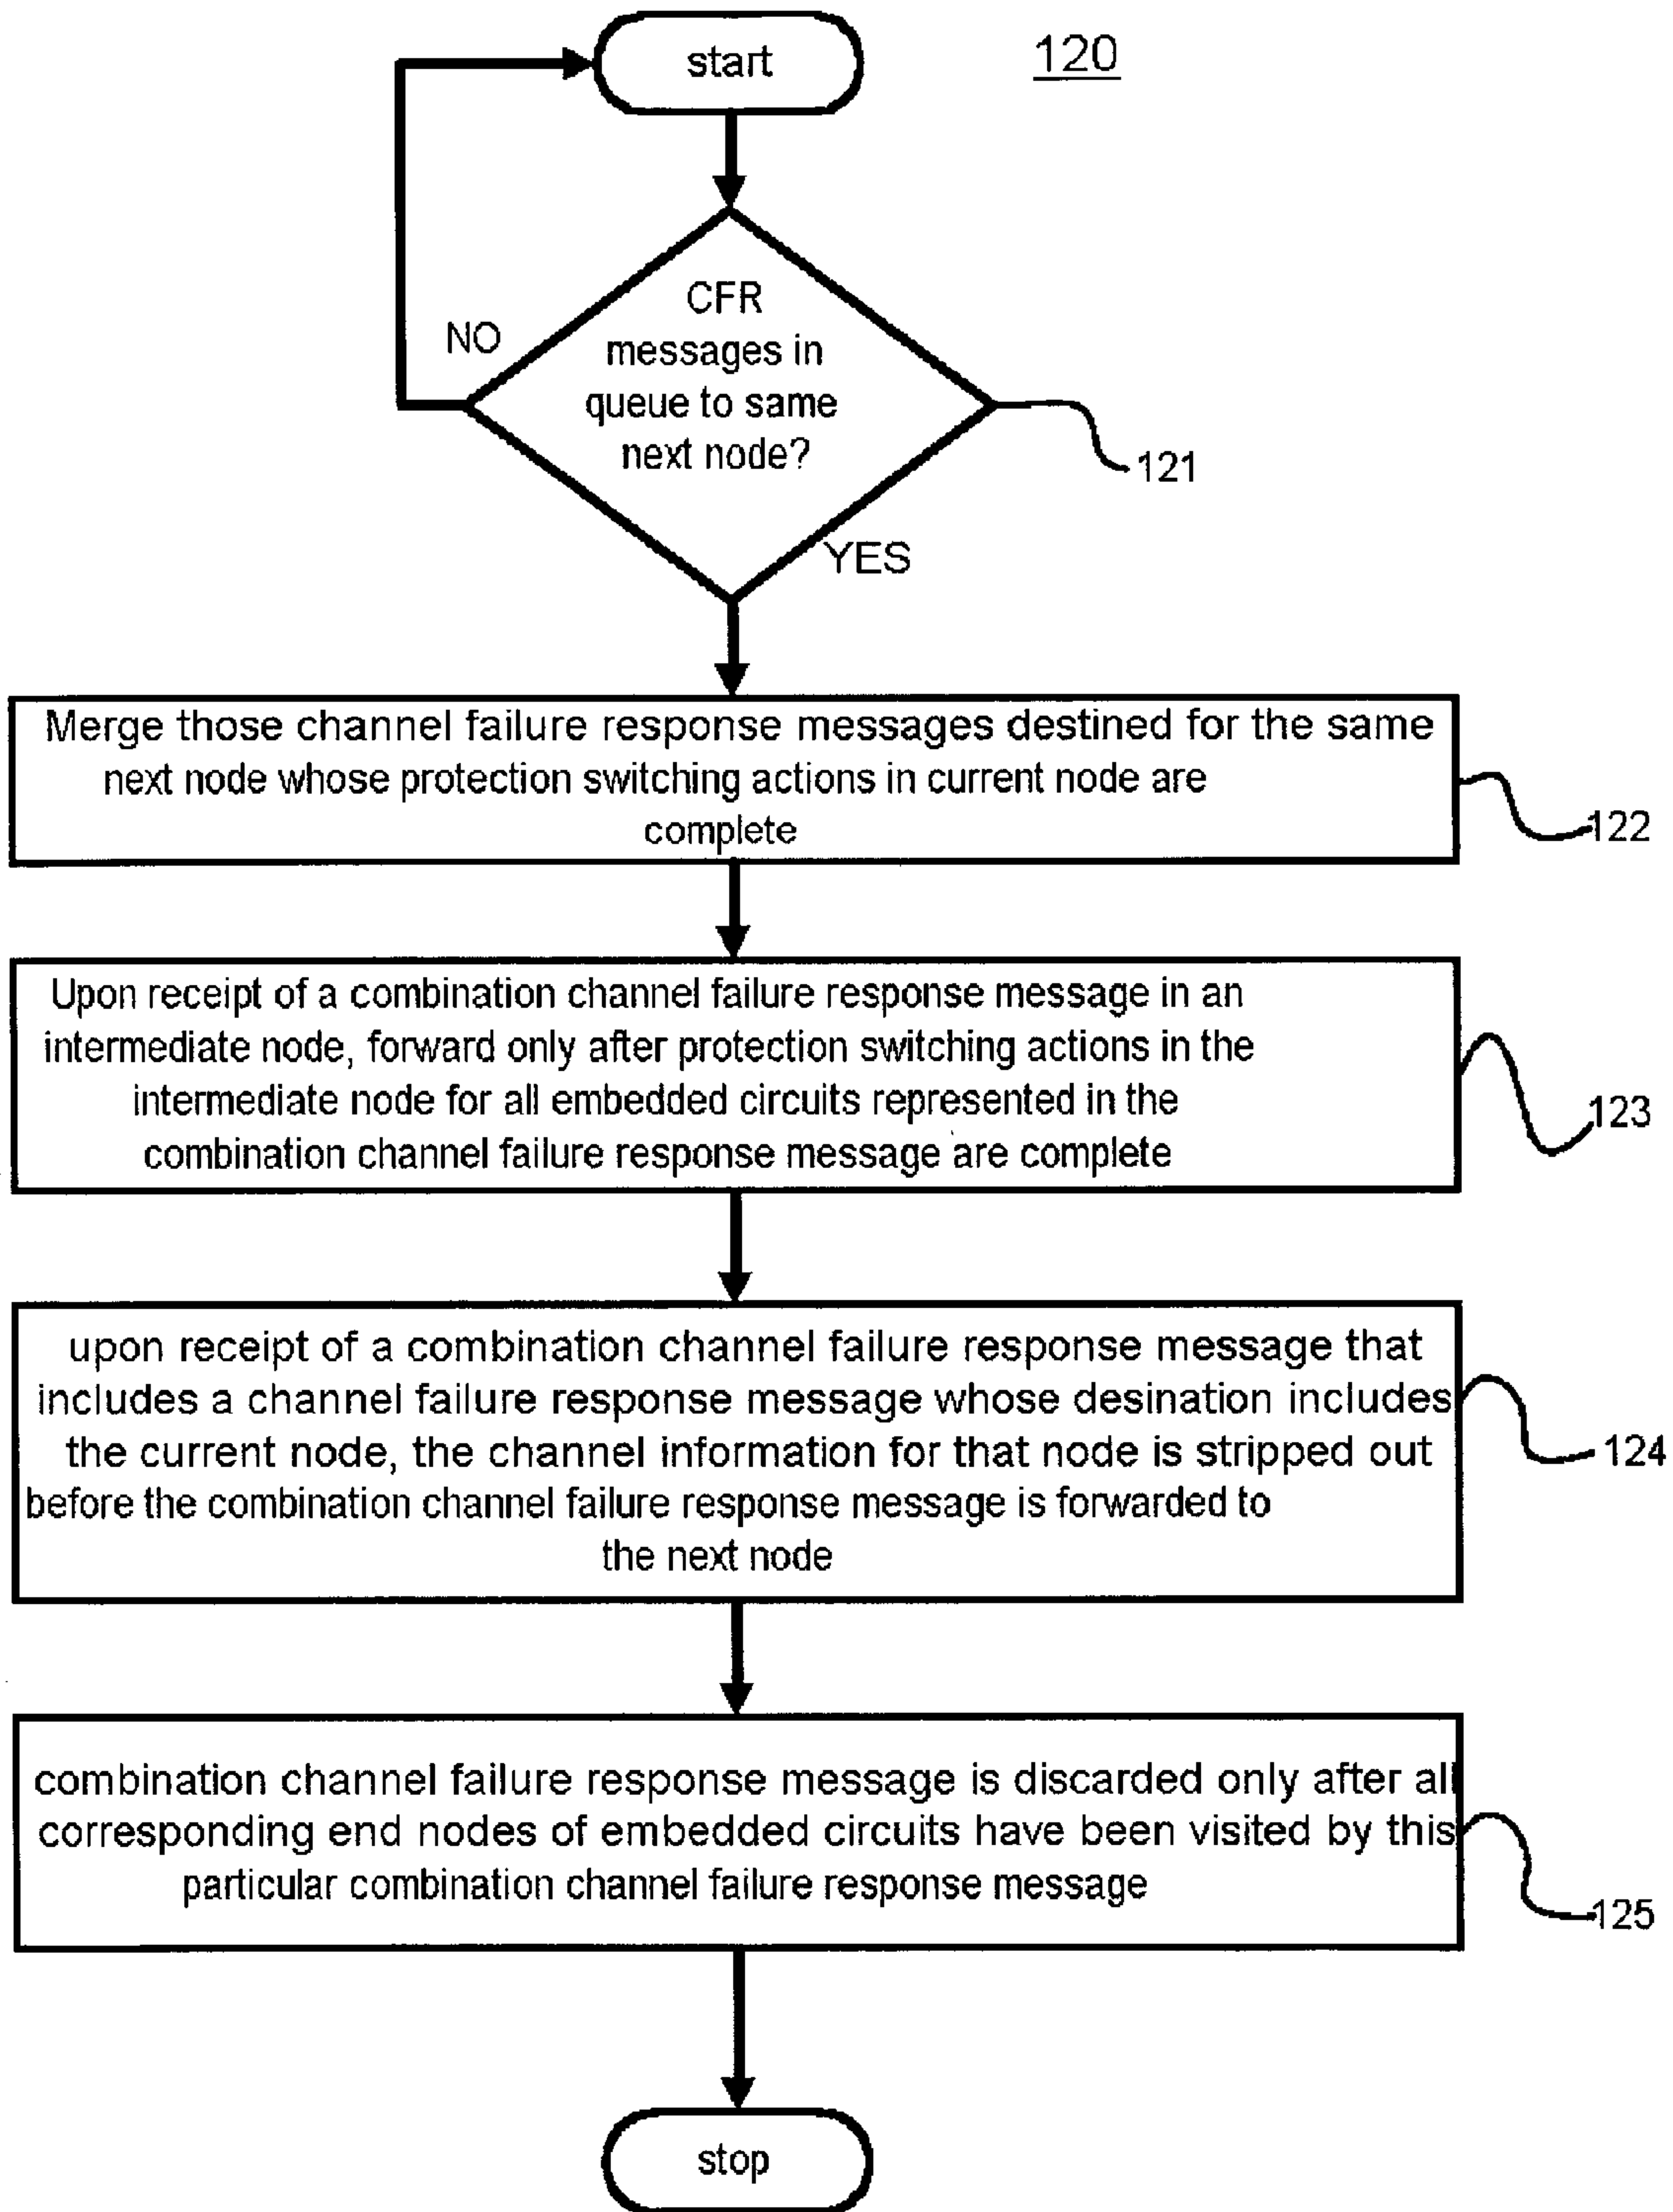 start
120
CFR
messages in
queue to same
next node?
NO
121
YES
Merge those channel failure response messages destined for the same
next node whose protection switching actions in current node are
complete
122
Upon receipt of a combination channel failure response message in an
intermediate node, forward only after protection switching actions in the
intermediate node for all embedded circuits represented in the
combination channel failure response message are complete
123
upon receipt of a combination channel failure response message that
includes a channel failure response message whose desination includes
the current node, the channel information for that node is stripped out
before the combination channel failure response message is forwarded to
the next node
124
combination channel failure response message is discarded only after all
corresponding end nodes of embedded circuits have been visited by this
particular combination channel failure response message
125
stop